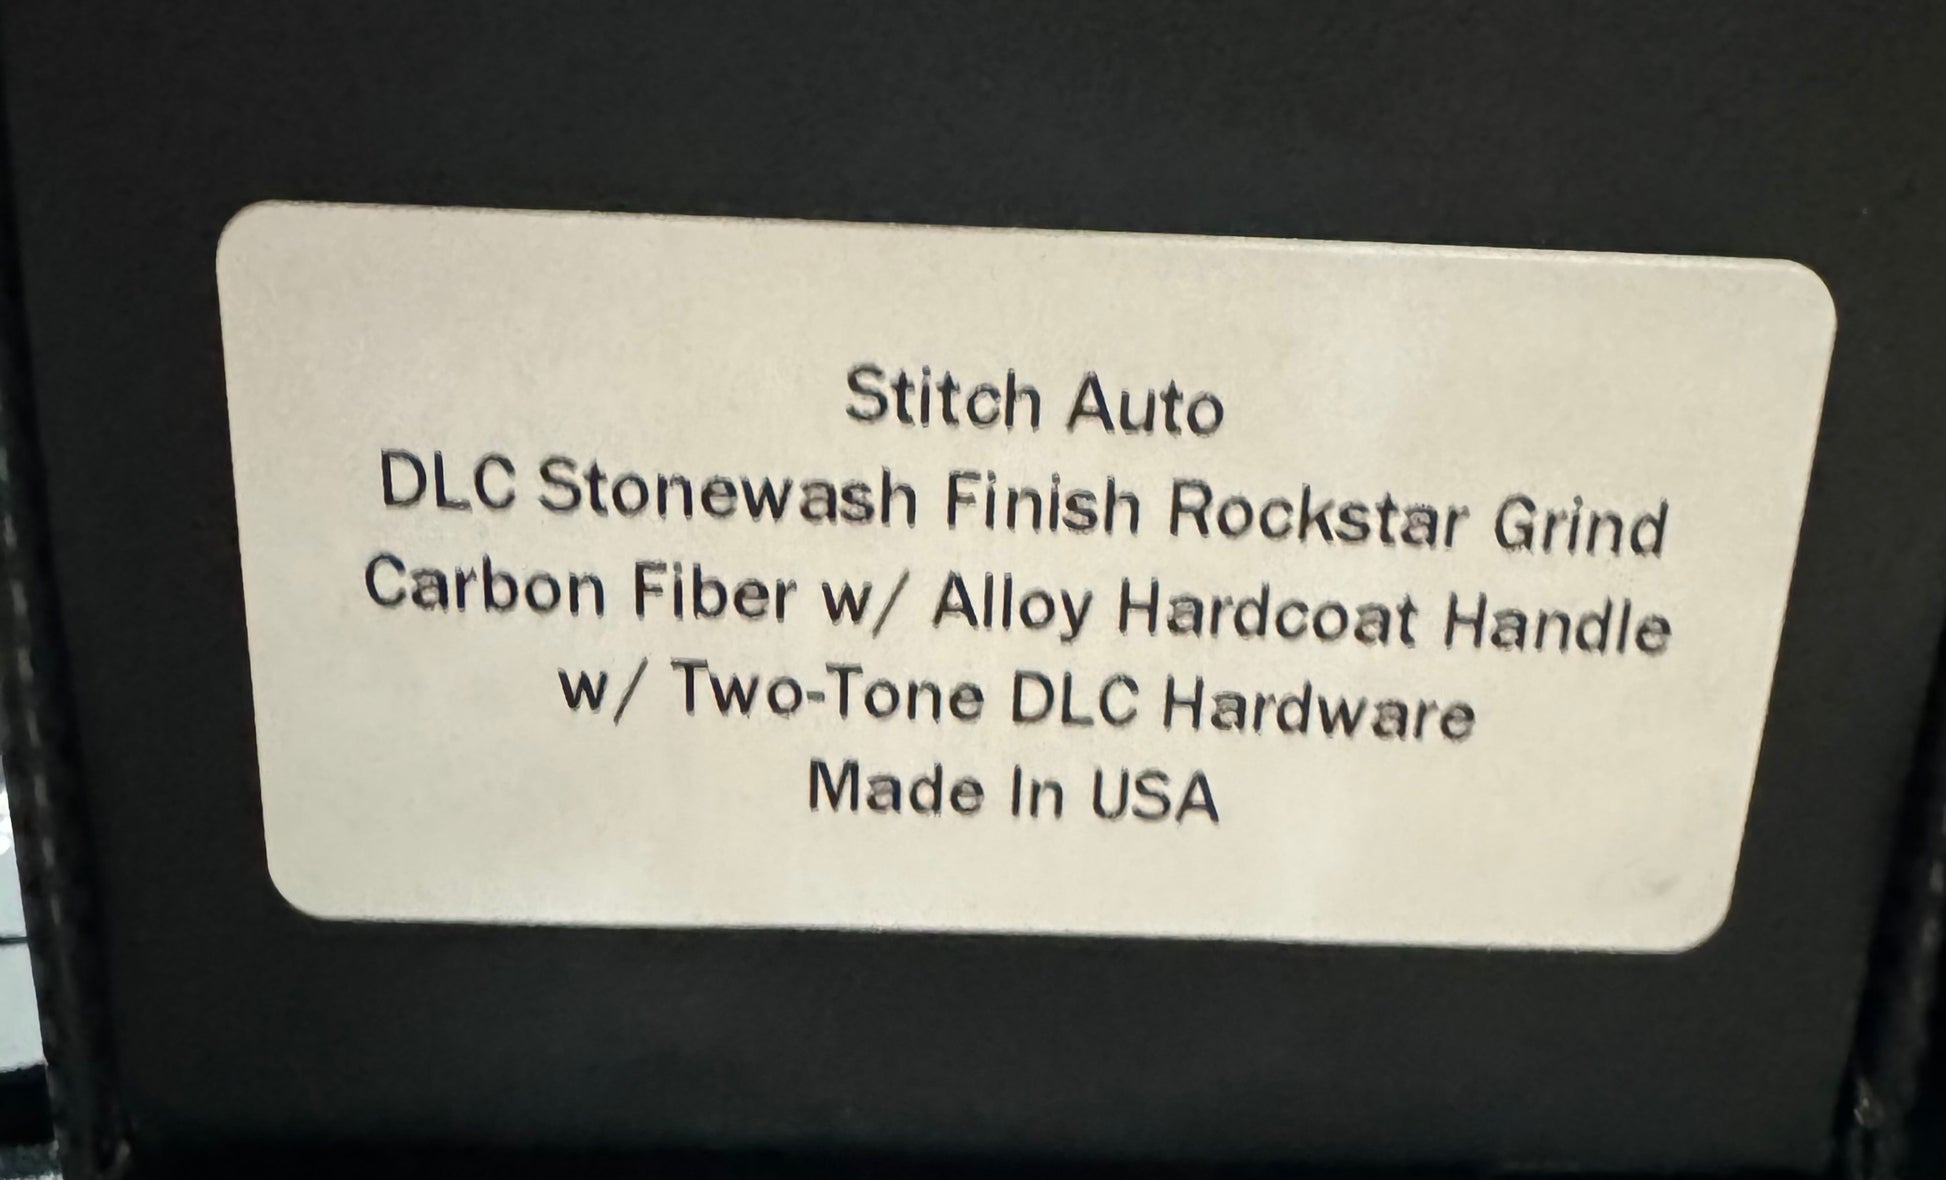 Stitch Auto
DLC Stonewash Finish Rockstar Grind
Carbon Fiber w/ Alloy Hardcoat Handle
w/ Two-Tone DLC Hardware
Made In USA